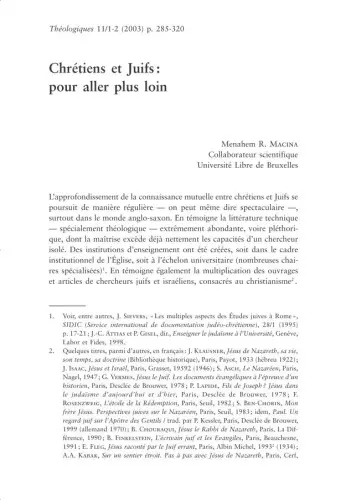 Théologiques 11/1-2 (2003) p. 285-320
Chrétiens et Juifs :
pour aller plus loin
Menahem R. Macina
Collaborateur scientifique
Université Libre de Bruxelles
L'approfondissement de la connaissance mutuelle entre chrétiens et Juifs se
poursuit de manière régulière — on peut même dire spectaculaire —,
surtout dans le monde anglo-saxon. En témoigne la littérature technique
— spécialement théologique — extrêmement abondante, voire pléthori-
que, dont la maîtrise excède déjà nettement les capacités d'un chercheur
isolé. Des institutions d'enseignement ont été créées, soit dans le cadre
institutionnel de l'Église, soit à l'échelon universitaire (nombreuses chai-
res spécialisées)1. En témoigne également la multiplication des ouvrages
et articles de chercheurs juifs et israéliens, consacrés au christianisme2.
1. Voir, entre autres, J. Sievers, « Les multiples aspects des Études juives à Rome »,
SIDIC (Service international de documentation judéo-chrétienne), 28/1 (1995)
p. 17-21 ; J.-C. Attias et P. Gisel, dir., Enseigner le judaïsme à l'Université, Genève,
Labor et Fides, 1998.
2. Quelques titres, parmi d'autres, en français : J. Klausner, Jésus de Nazareth, sa vie,
son temps, sa doctrine (Bibliothèque historique), Paris, Payot, 1933 (hébreu 1922) ;
J. Isaac, Jésus et Israël, Paris, Grasset, 19592 (1946) ; S. Asch, Le Nazaréen, Paris,
Nagel, 1947 ; G. Vermes, Jésus le Juif. Les documents évangéliques à l'épreuve d'un
historien, Paris, Desclée de Brouwer, 1978 ; P. Lapide, Fils de Joseph ? Jésus dans
le judaïsme d'aujourd'hui et d'hier, Paris, Desclée de Brouwer, 1978 ; F.
Rosenzweig, L'étoile de la Rédemption, Paris, Seuil, 1982 ; S. Ben-Chorin, Mon
frère Jésus. Perspectives juives sur le Nazaréen, Paris, Seuil, 1983 ; idem, Paul. Un
regard juif sur l'Apôtre des Gentils / trad. par P. Kessler, Paris, Desclée de Brouwer,
1999 (allemand 1970) ; B. Chouraqui, Jésus le Rabbi de Nazareth, Paris, La Dif-
férence, 1990 ; B. Finkelstein, L'écrivain juif et les Évangiles, Paris, Beauchesne,
1991 ; E. Fleg, Jésus raconté par le Juif errant, Paris, Albin Michel, 19932 (1934) ;
A.A. Kabak, Sur un sentier étroit. Pas à pas avec Jésus de Nazareth, Paris, Cerf,